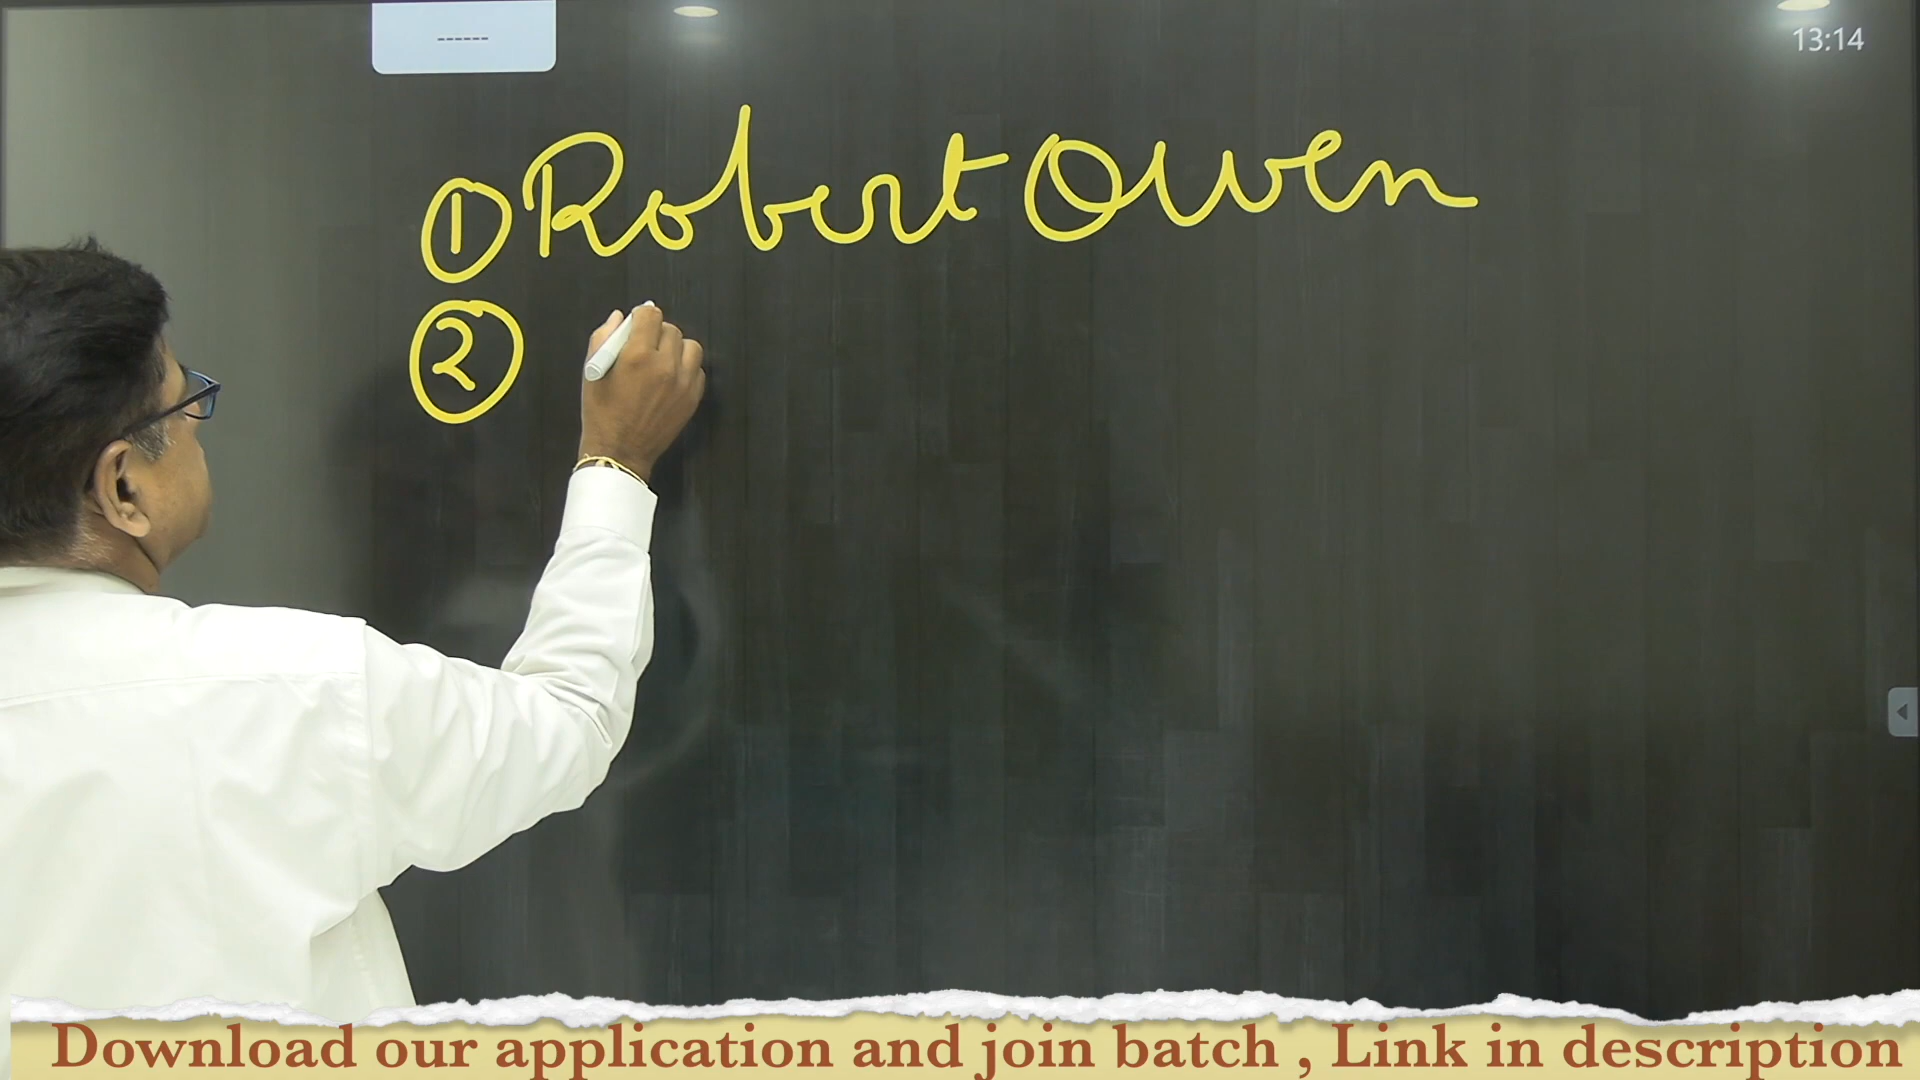 ------
13:14
① Robert Owen
②
Download our application and join batch , Link in description